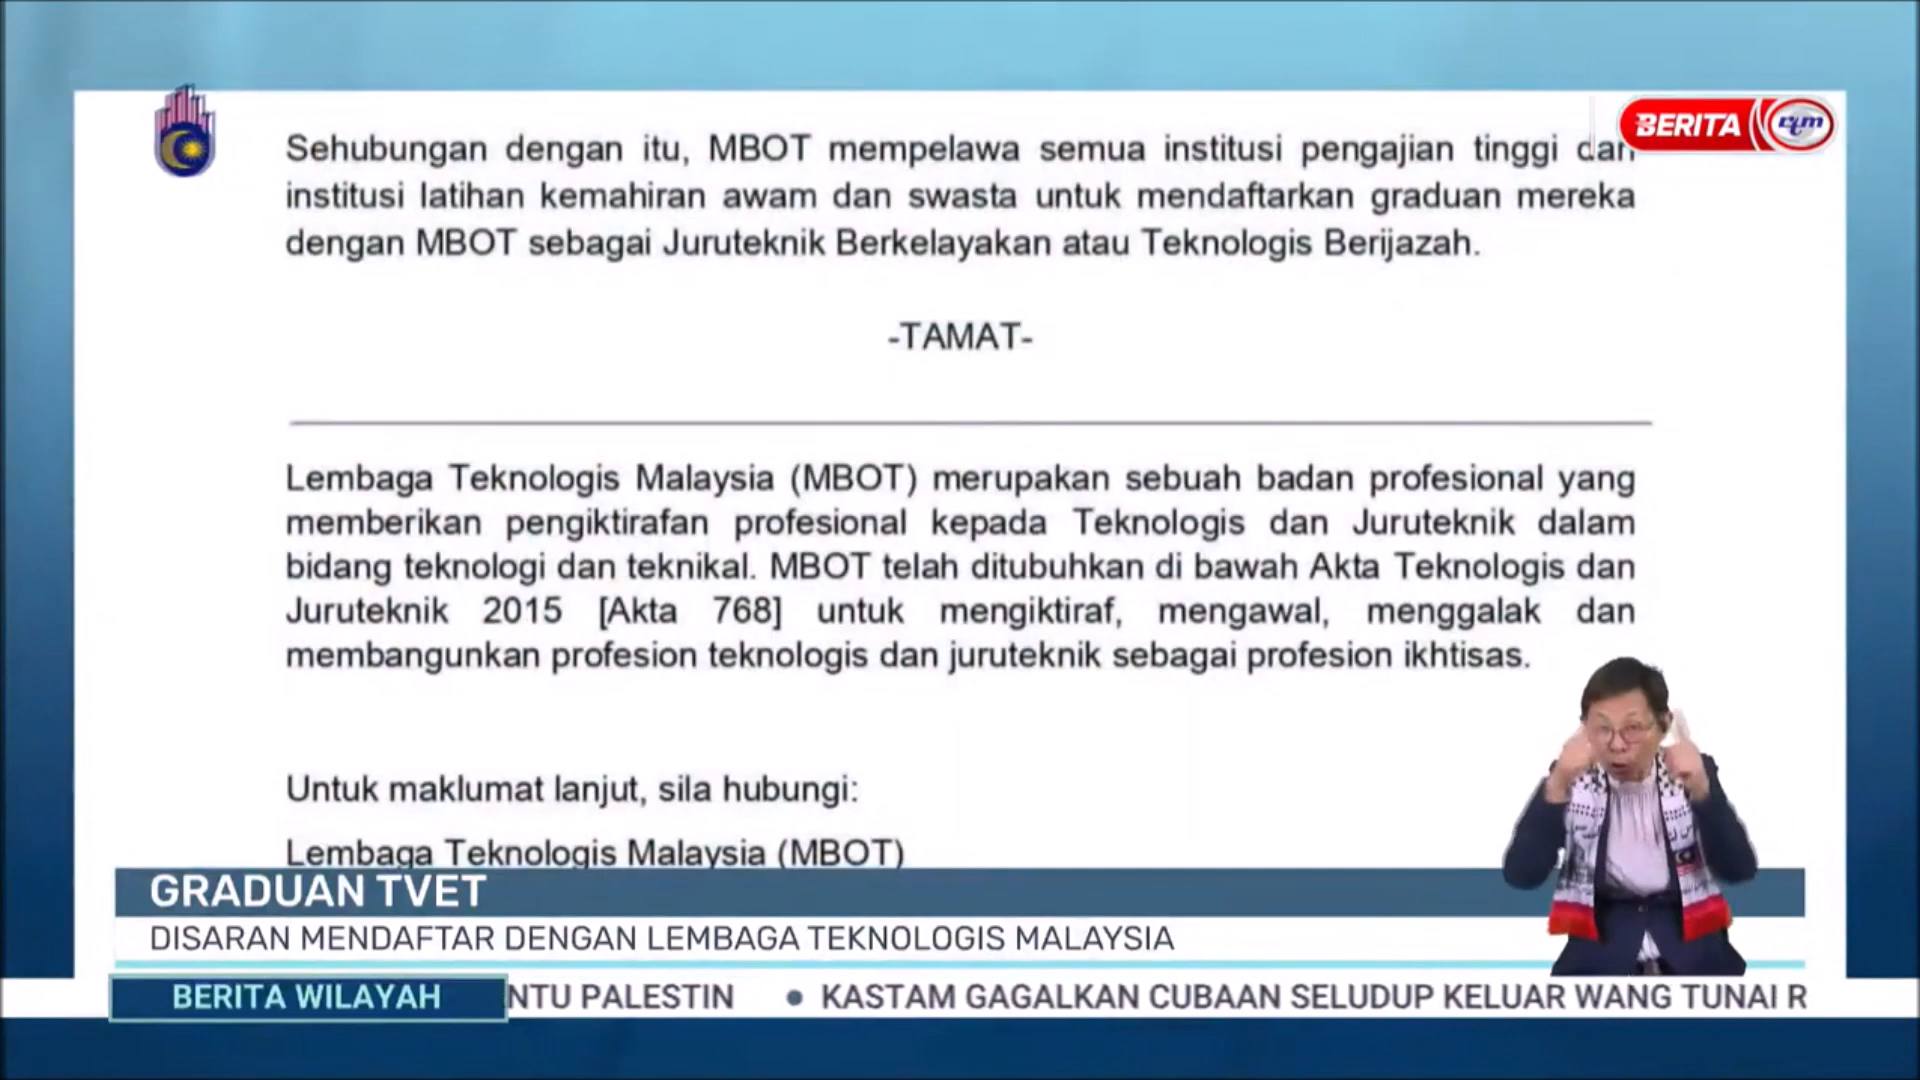 BERITA rtm
Sehubungan dengan itu, MBOT mempelawa semua institusi pengajian tinggi dan
institusi latihan kemahiran awam dan swasta untuk mendaftarkan graduan mereka
dengan MBOT sebagai Juruteknik Berkelayakan atau Teknologis Berijazah.
-TAMAT-
Lembaga Teknologis Malaysia (MBOT) merupakan sebuah badan profesional yang
memberikan pengiktirafan profesional kepada Teknologis dan Juruteknik dalam
bidang teknologi dan teknikal. MBOT telah ditubuhkan di bawah Akta Teknologis dan
Juruteknik 2015 [Akta 768] untuk mengiktiraf, mengawal, menggalak dan
membangunkan profesion teknologis dan juruteknik sebagai profesion ikhtisas.
Untuk maklumat lanjut, sila hubungi:
Lembaga Teknologis Malaysia (MBOT)
GRADUAN TVET
DISARAN MENDAFTAR DENGAN LEMBAGA TEKNOLOGIS MALAYSIA
BERITA WILAYAH NTU PALESTIN • KASTAM GAGALKAN CUBAAN SELUDUP KELUAR WANG TUNAI R